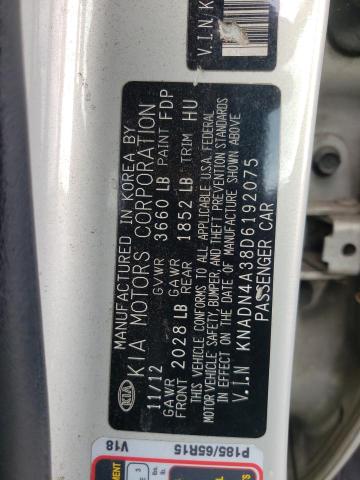 MANUFACTURED IN KOREA BY
KIA KIA MOTORS CORPORATION
11/12 GVWR 3660 LB PAINT FDP
GAWR FRONT 2028 LB GAWR REAR 1852 LB TRIM HU
THIS VEHICLE CONFORMS TO ALL APPLICABLE U.S.A. FEDERAL
MOTOR VEHICLE SAFETY, BUMPER, AND THEFT PREVENTION STANDARDS
IN EFFECT ON THE DATE OF MANUFACTURE SHOWN ABOVE
V.I.N KNADN4A38D6192075
PASSENGER CAR
V.I.N K
V18 P185/65R15